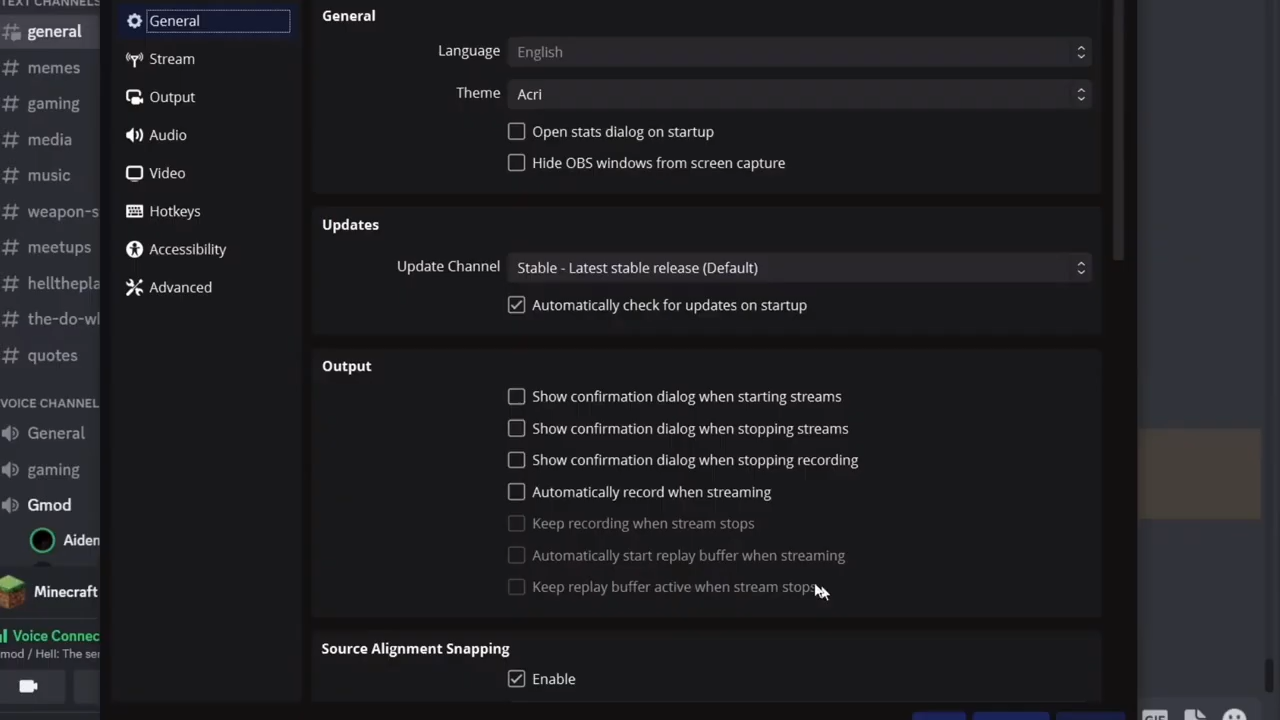 TEXT CHANNELS
general
memes
gaming
media
music
weapon-s
meetups
helltthepla
the-do-wh
quotes
VOICE CHANNEL
General
gaming
Gmod
Aiden
Minecraft
Voice Connec
mod / Hell: The ser
General
Stream
Output
Audio
Video
Hotkeys
Accessibility
Advanced
General
Language English
Theme Acri
Open stats dialog on startup
Hide OBS windows from screen capture
Updates
Update Channel Stable - Latest stable release (Default)
Automatically check for updates on startup
Output
Show confirmation dialog when starting streams
Show confirmation dialog when stopping streams
Show confirmation dialog when stopping recording
Automatically record when streaming
Keep recording when stream stops
Automatically start replay buffer when streaming
Keep replay buffer active when stream stops
Source Alignment Snapping
Enable
GIF